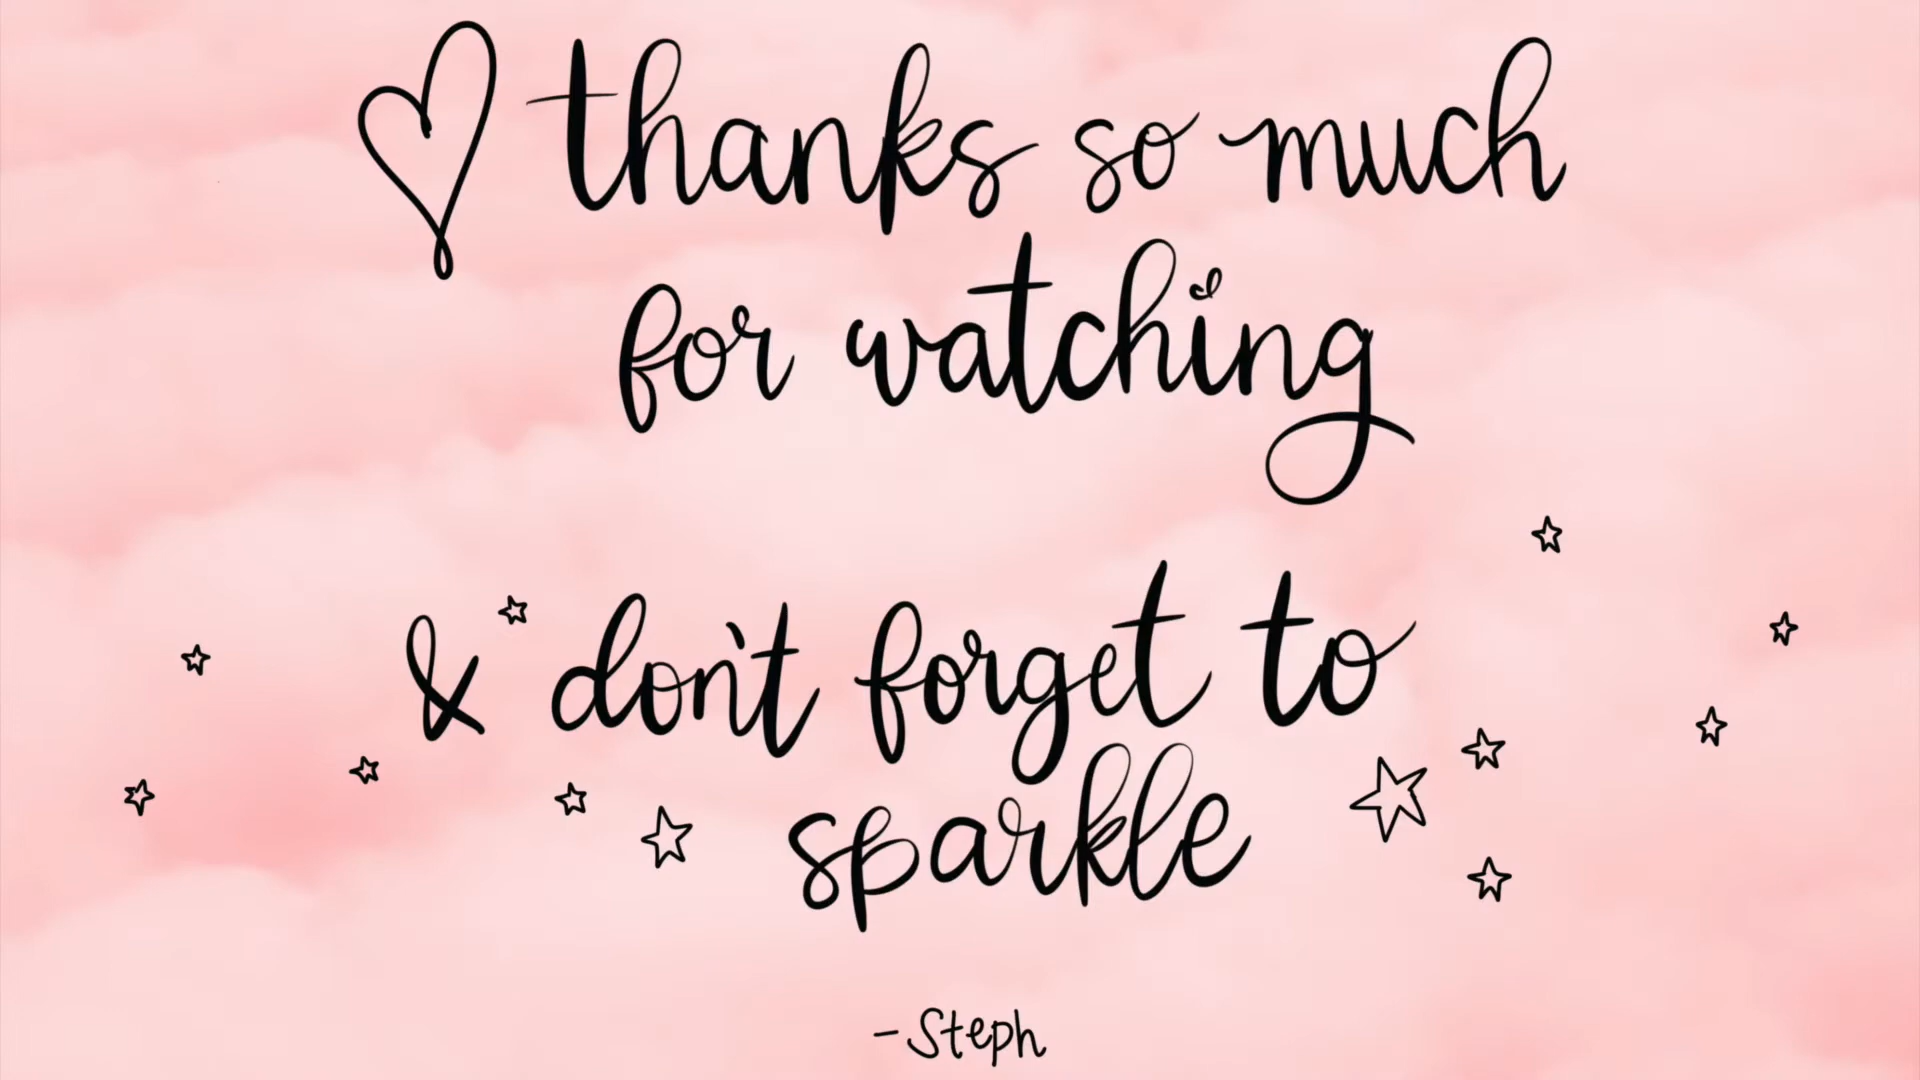 thanks so much
for watching
& don't forget to
sparkle
-Steph